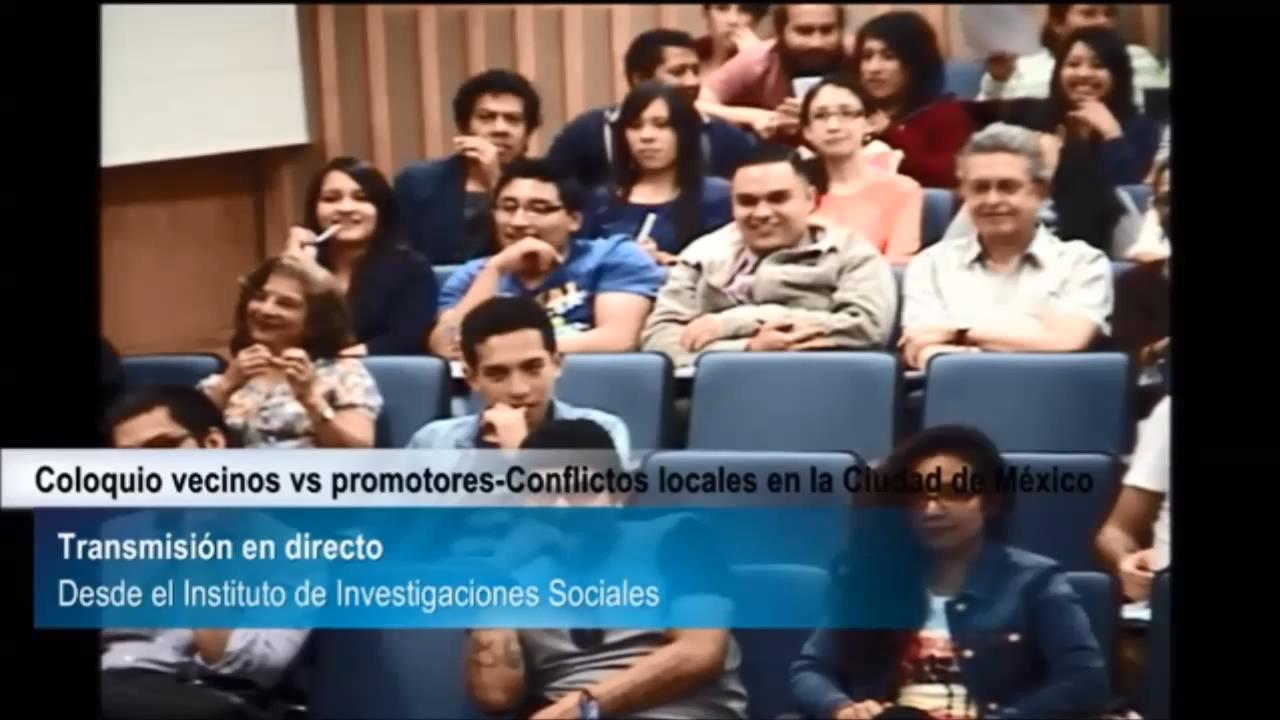 Coloquio vecinos vs promotores-Conflictos locales en la Ciudad de México
Transmisión en directo
Desde el Instituto de Investigaciones Sociales